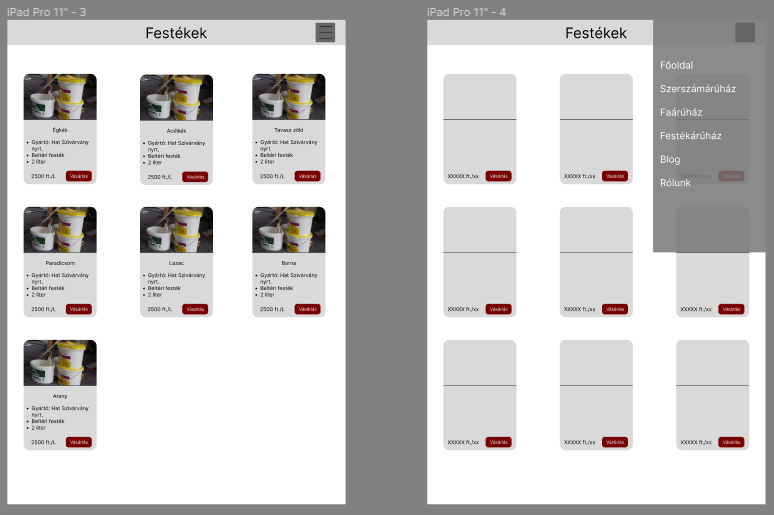 iPad Pro 11" - 3
Festékek
Égkék
• Gyártó: Hat Szivárvány
nyrt.
• Beltéri festék
• 2 liter
2500 ft./L Vásárlás
Acélkék
• Gyártó: Hat Szivárvány
nyrt.
• Beltéri festék
• 2 liter
2500 ft./L Vásárlás
Tavasz zöld
• Gyártó: Hat Szivárvány
nyrt.
• Beltéri festék
• 2 liter
2500 ft./L Vásárlás
Paradicsom
• Gyártó: Hat Szivárvány
nyrt.
• Beltéri festék
• 2 liter
2500 ft./L Vásárlás
Lazac
• Gyártó: Hat Szivárvány
nyrt.
• Beltéri festék
• 2 liter
2500 ft./L Vásárlás
Barna
• Gyártó: Hat Szivárvány
nyrt.
• Beltéri festék
• 2 liter
2500 ft./L Vásárlás
Arany
• Gyártó: Hat Szivárvány
nyrt.
• Beltéri festék
• 2 liter
2500 ft./L Vásárlás
iPad Pro 11" - 4
Festékek
Főoldal
Szerszámárúház
Faárúház
Festékárúház
Blog
Rólunk
XXXXX ft./xx Vásárlás
XXXXX ft./xx Vásárlás
Vásárlás
XXXXX ft./xx Vásárlás
XXXXX ft./xx Vásárlás
XXXXX ft./xx Vásárlás
XXXXX ft./xx Vásárlás
XXXXX ft./xx Vásárlás
XXXXX ft./xx Vásárlás